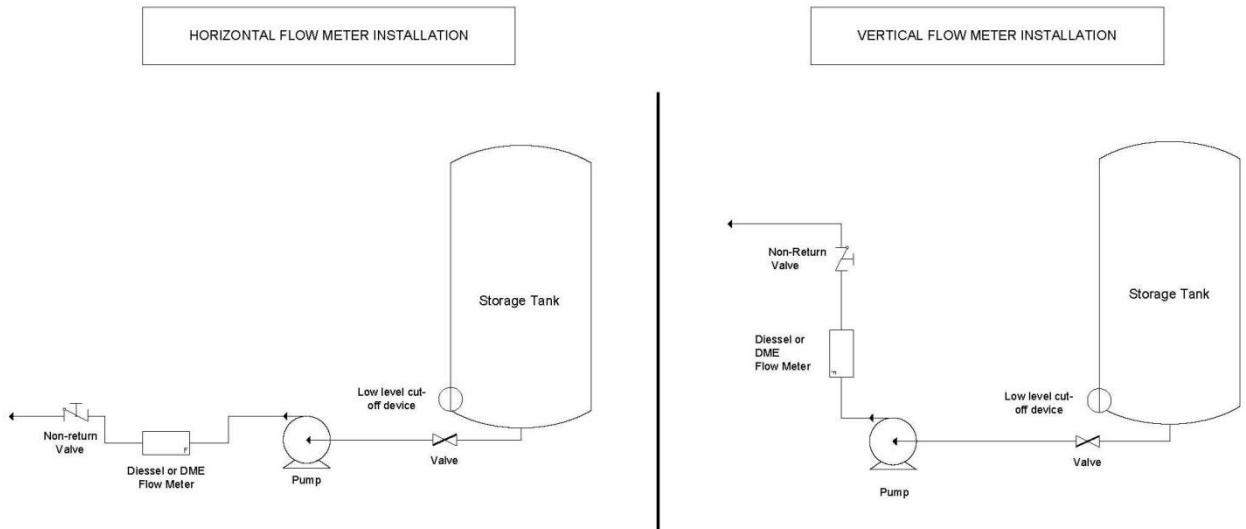 HORIZONTAL FLOW METER INSTALLATION
Storage Tank
Low level cut-
off device
Non-return
Valve
F
Diessel or DME
Flow Meter
Pump
Valve
VERTICAL FLOW METER INSTALLATION
Non-Return
Valve
Storage Tank
Diessel or
DME
Flow Meter
F
Low level cut-
off device
Valve
Pump